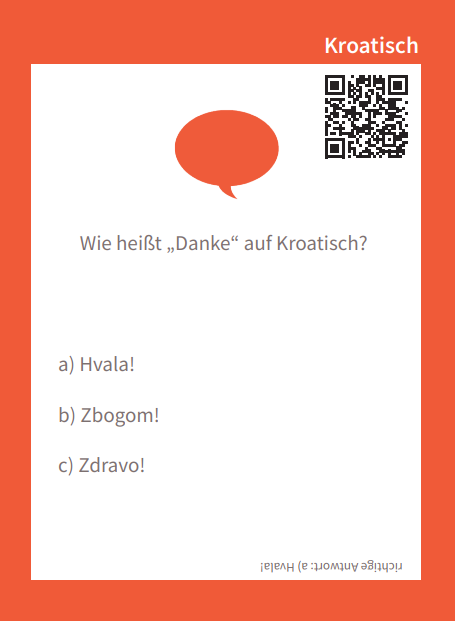 Kroatisch
Wie heißt „Danke“ auf Kroatisch?
a) Hvala!
b) Zbogom!
c) Zdravo!
richtige Antwort: a) Hvala!